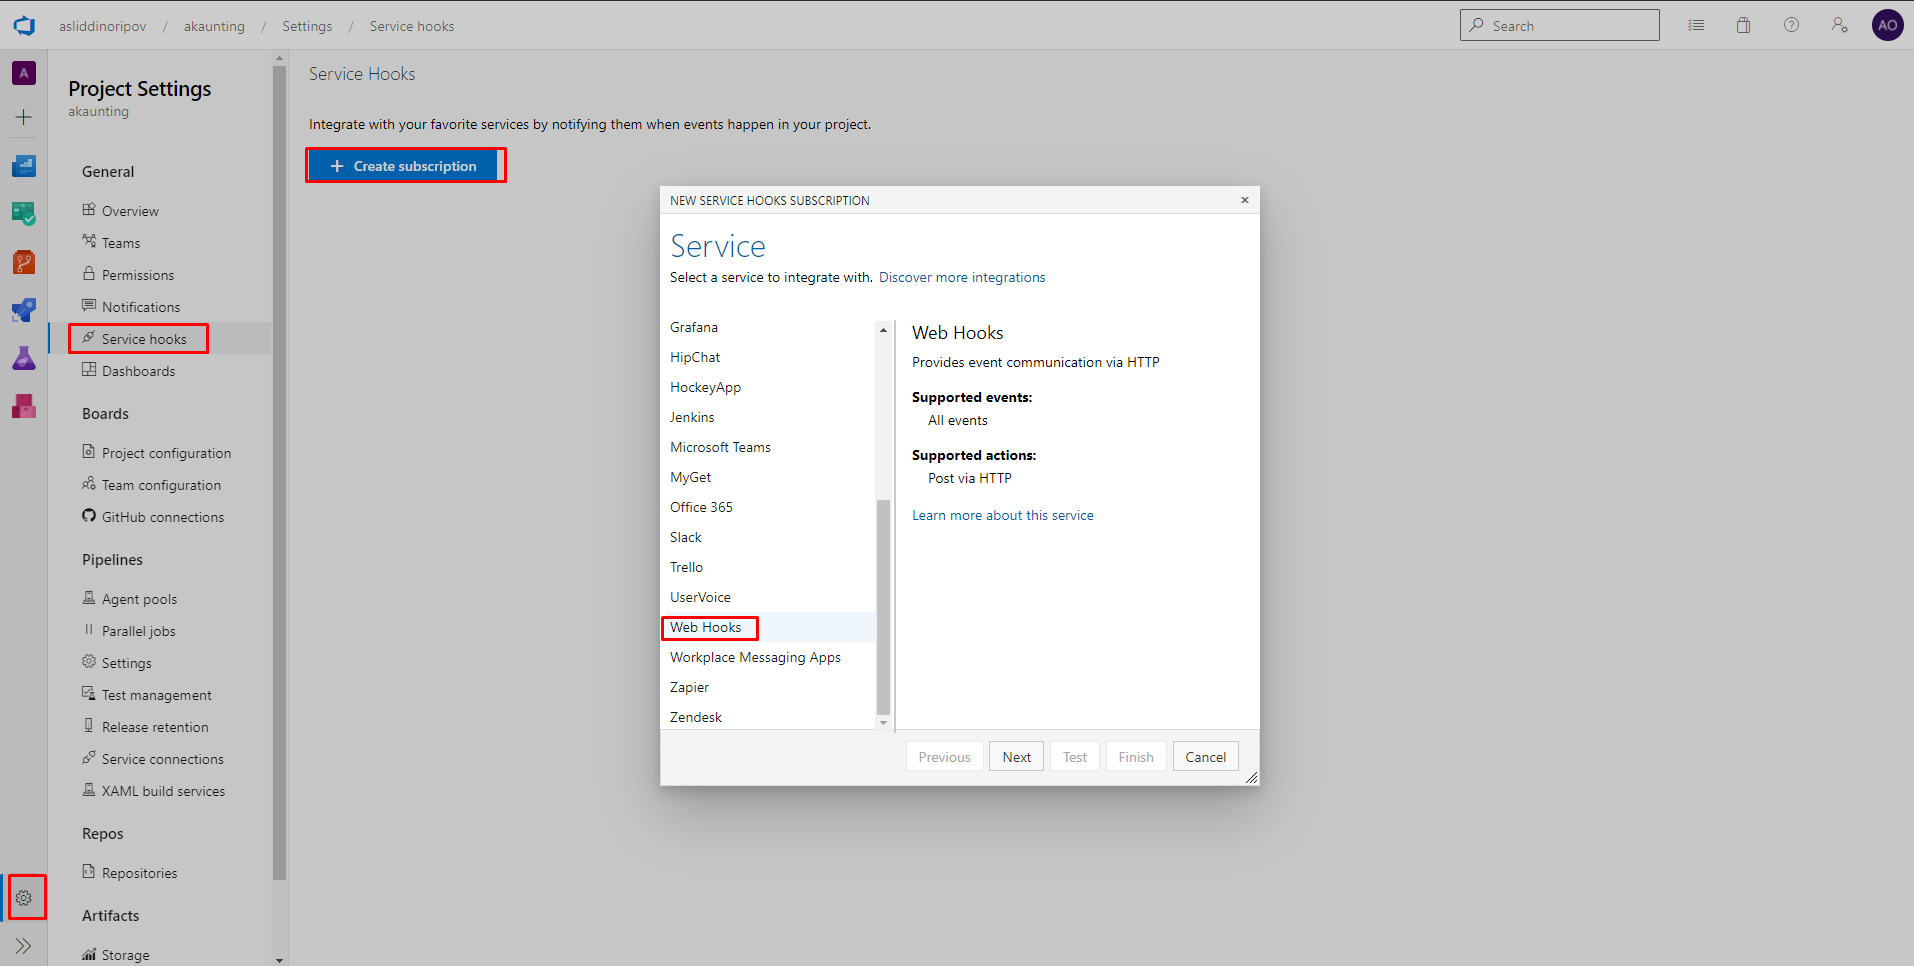 asliddinoripov / akaunting / Settings / Service hooks
Search
AO
A
Project Settings
akaunting
General
Overview
Teams
Permissions
Notifications
Service hooks
Dashboards
Boards
Project configuration
Team configuration
GitHub connections
Pipelines
Agent pools
Parallel jobs
Settings
Test management
Release retention
Service connections
XAML build services
Repos
Repositories
Artifacts
Storage
Service Hooks
Integrate with your favorite services by notifying them when events happen in your project.
+ Create subscription
NEW SERVICE HOOKS SUBSCRIPTION
Service
Select a service to integrate with. Discover more integrations
Grafana
HipChat
HockeyApp
Jenkins
Microsoft Teams
MyGet
Office 365
Slack
Trello
UserVoice
Web Hooks
Workplace Messaging Apps
Zapier
Zendesk
Web Hooks
Provides event communication via HTTP
Supported events:
All events
Supported actions:
Post via HTTP
Learn more about this service
Previous
Next
Test
Finish
Cancel